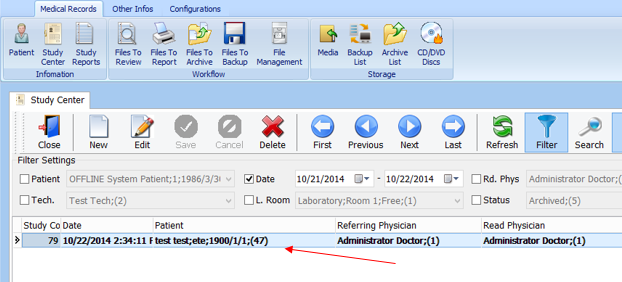 Medical Records Other Infos Configurations
Patient Study Center Study Reports Files To Review Files To Report Files To Archive Files To Backup File Management Media Backup List Archive List CD/DVD Discs
Infomation Workflow Storage
Study Center
Close New Edit Save Cancel Delete First Previous Next Last Refresh Filter Search
Filter Settings
Patient OFFLINE System Patient;1;1986/3/3 Date 10/21/2014 - 10/22/2014 Rd. Phys Administrator Doctor;(
Tech. Test Tech;(2) L. Room Laboratory;Room 1;Free;(1) Status Archived;(5)
Study Co Date Patient Referring Physician Read Physician
79 10/22/2014 2:34:11 test test;ete;1900/1/1;(47) Administrator Doctor;(1) Administrator Doctor;(1)